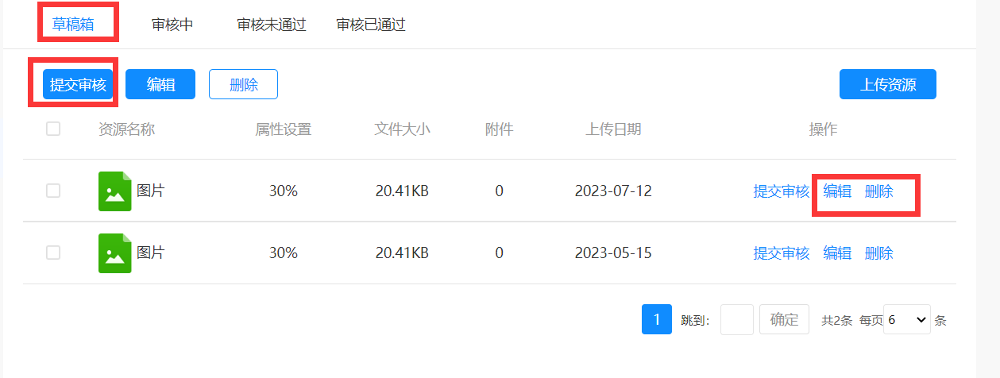 草稿箱 审核中 审核未通过 审核已通过
提交审核 编辑 删除 上传资源
资源名称 属性设置 文件大小 附件 上传日期 操作
图片 30% 20.41KB 0 2023-07-12 提交审核 编辑 删除
图片 30% 20.41KB 0 2023-05-15 提交审核 编辑 删除
1 跳到: 确定 共2条 每页 6 条